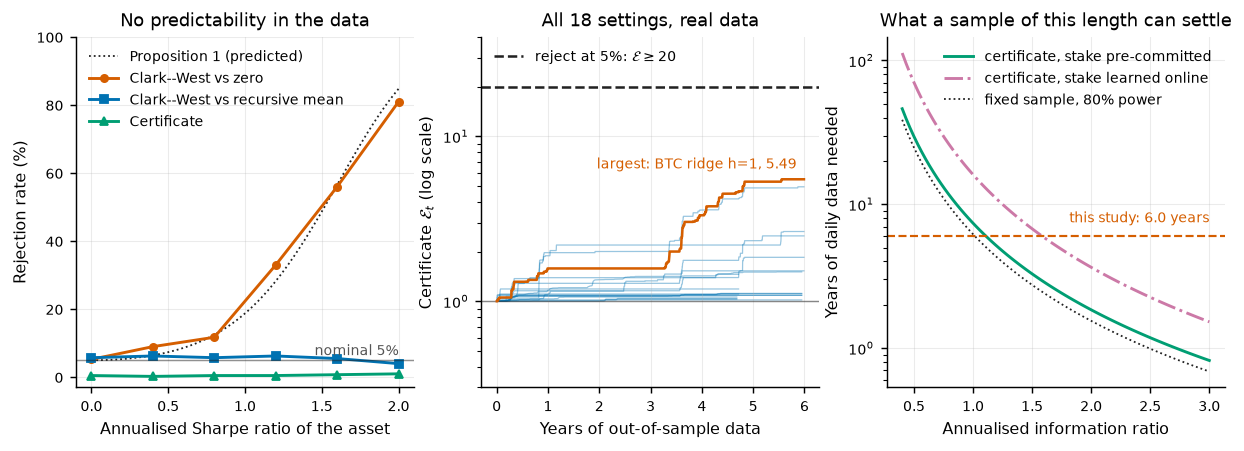 No predictability in the data
100
80
60
40
20
0
Rejection rate (%)
Proposition 1 (predicted)
Clark--West vs zero
Clark--West vs recursive mean
Certificate
nominal 5%
0.0 0.5 1.0 1.5 2.0
Annualised Sharpe ratio of the asset
All 18 settings, real data
reject at 5%: ℰ ≥ 20
10¹
10⁰
Certificate ℰₜ (log scale)
largest: BTC ridge h=1, 5.49
0 1 2 3 4 5 6
Years of out-of-sample data
What a sample of this length can settle
10²
10¹
10⁰
Years of daily data needed
certificate, stake pre-committed
certificate, stake learned online
fixed sample, 80% power
this study: 6.0 years
0.5 1.0 1.5 2.0 2.5 3.0
Annualised information ratio